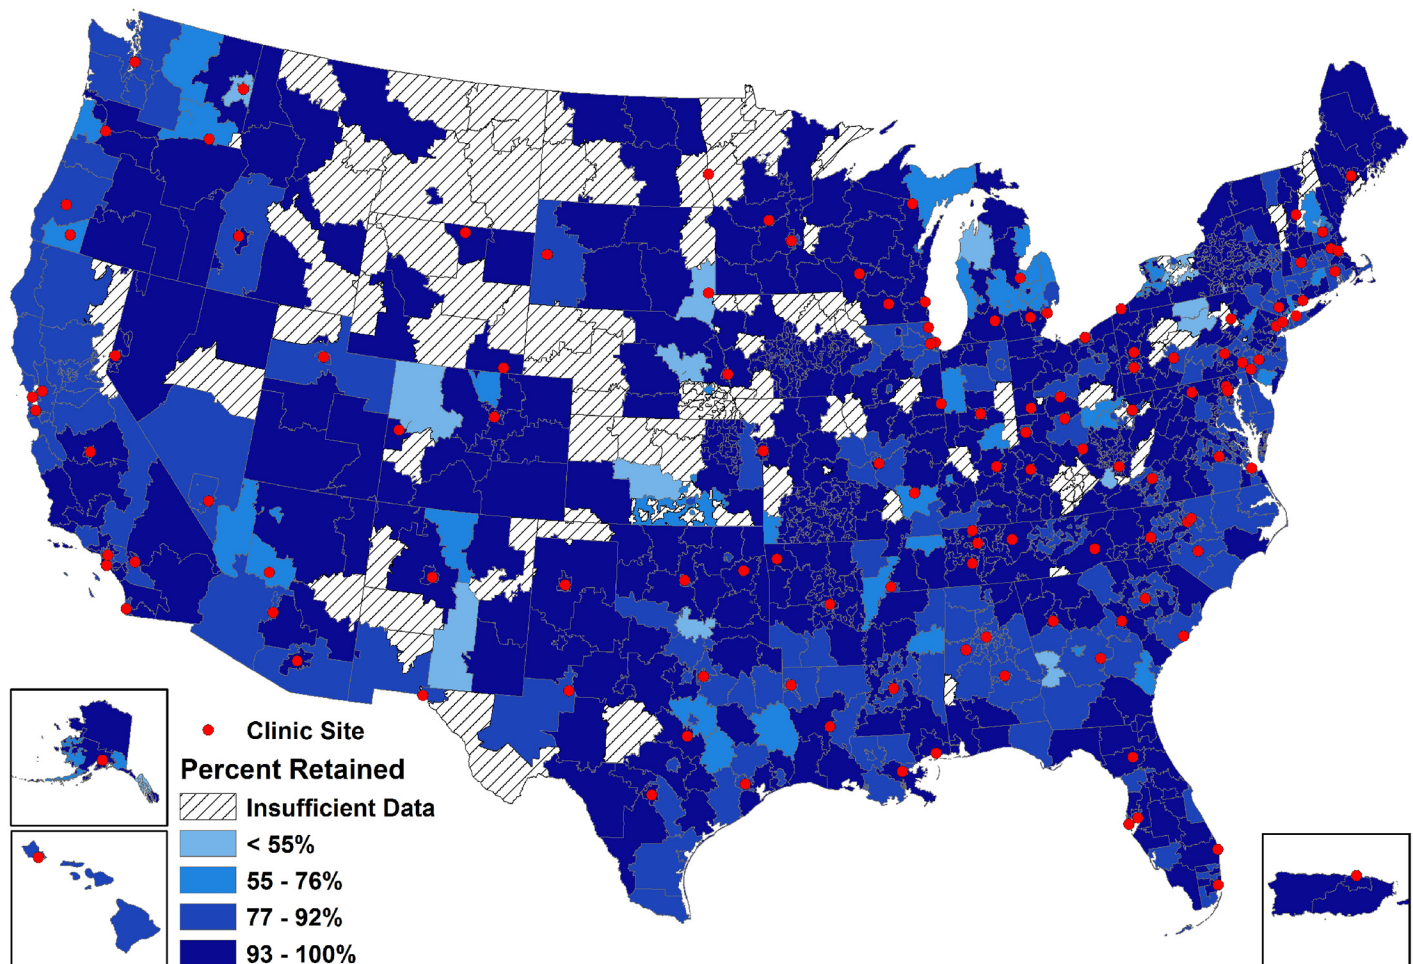 Clinic Site
Percent Retained
Insufficient Data
< 55%
55 - 76%
77 - 92%
93 - 100%